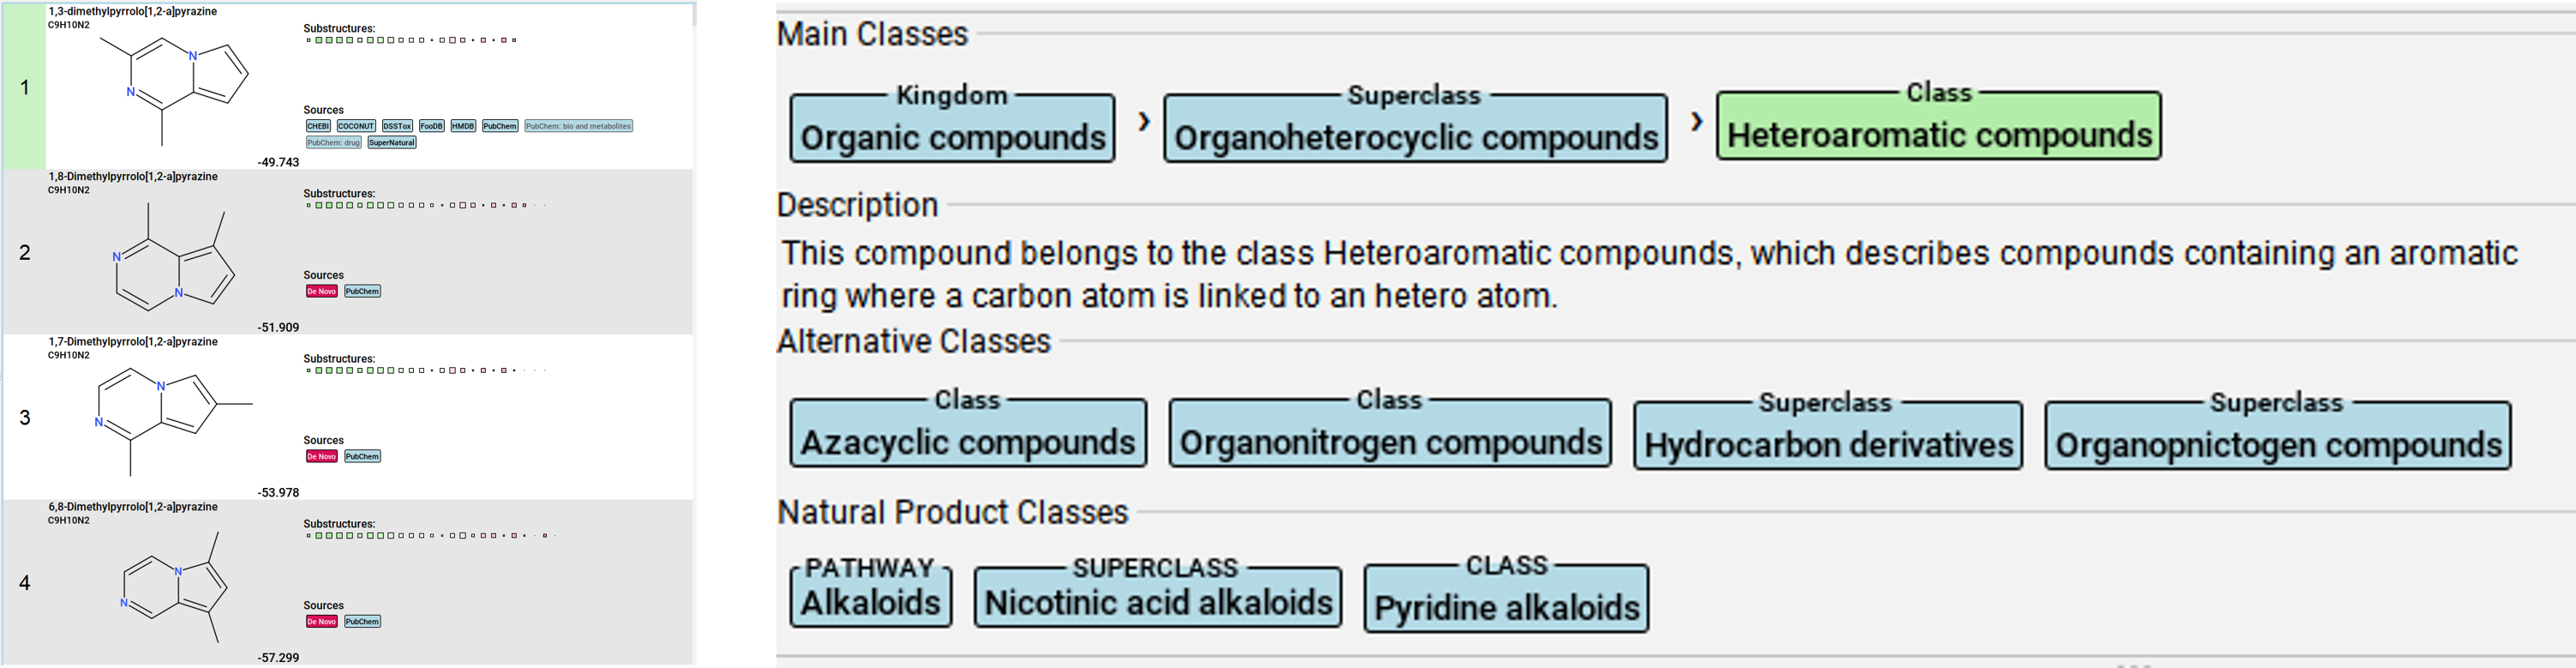 1
1,3-dimethylpyrrolo[1,2-a]pyrazine
C9H10N2
N
N
Substructures:
Sources
CHEBI COCONUT DSSTox FooDB HMDB PubChem PubChem: bio and metabolites
PubChem: drug SuperNatural
-49.743
2
1,8-Dimethylpyrrolo[1,2-a]pyrazine
C9H10N2
N
N
Substructures:
Sources
De Novo PubChem
-51.909
3
1,7-Dimethylpyrrolo[1,2-a]pyrazine
C9H10N2
N
N
Substructures:
Sources
De Novo PubChem
-53.978
4
6,8-Dimethylpyrrolo[1,2-a]pyrazine
C9H10N2
N
N
Substructures:
Sources
De Novo PubChem
-57.299
Main Classes
Kingdom Superclass Class
Organic compounds › Organoheterocyclic compounds › Heteroaromatic compounds
Description
This compound belongs to the class Heteroaromatic compounds, which describes compounds containing an aromatic
ring where a carbon atom is linked to an hetero atom.
Alternative Classes
Class Class Superclass Superclass
Azacyclic compounds Organonitrogen compounds Hydrocarbon derivatives Organopnictogen compounds
Natural Product Classes
PATHWAY SUPERCLASS CLASS
Alkaloids Nicotinic acid alkaloids Pyridine alkaloids